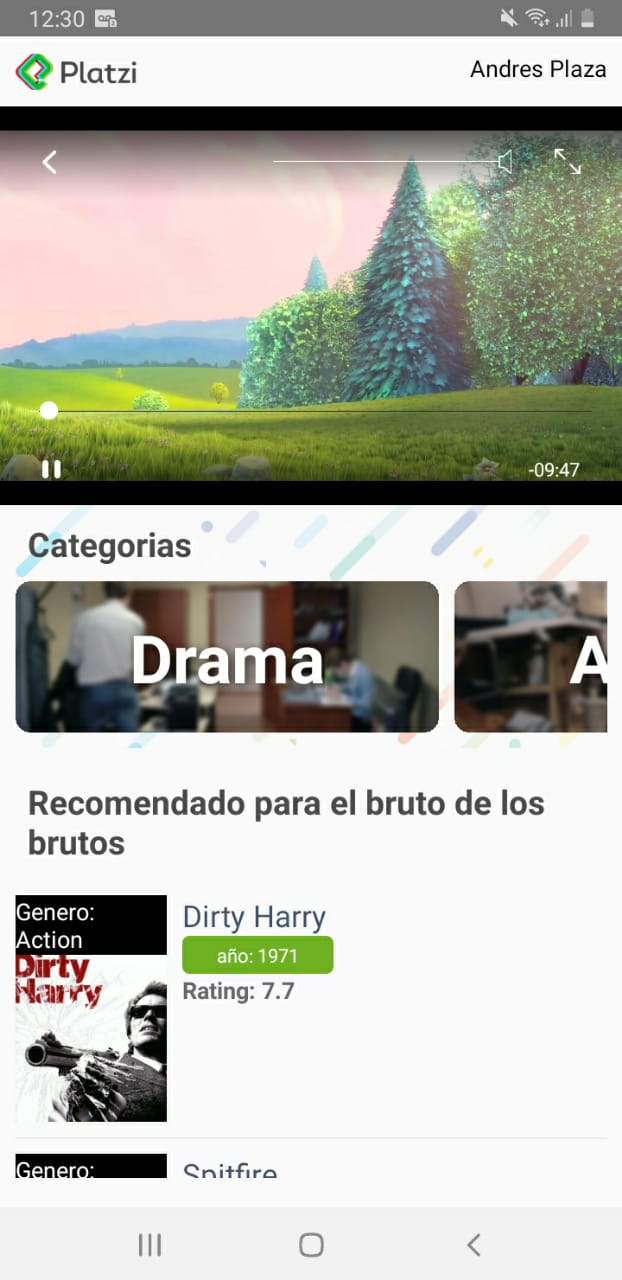 12:30
Platzi
Andres Plaza
-09:47
Categorias
Drama
A
Recomendado para el bruto de los
brutos
Genero:
Action
Dirty
Harry
Dirty Harry
año: 1971
Rating: 7.7
Genero:
Spitfire